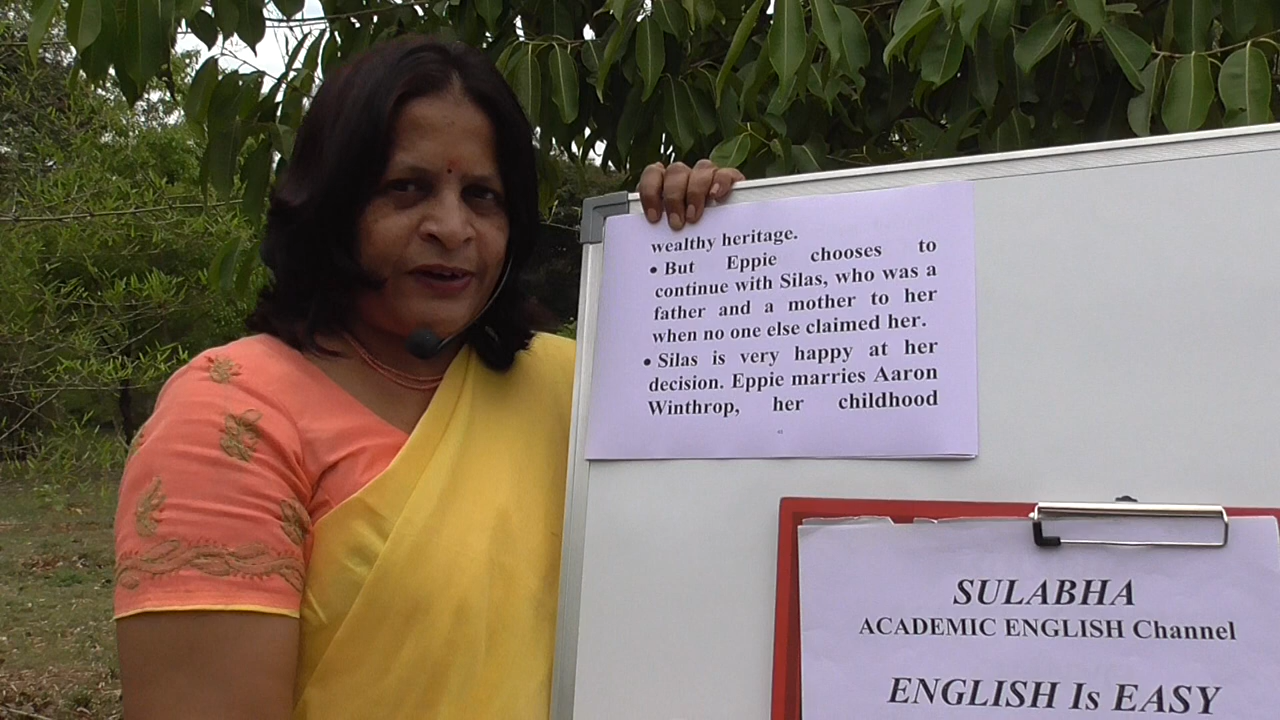 wealthy heritage.
• But Eppie chooses to
continue with Silas, who was a
father and a mother to her
when no one else claimed her.
• Silas is very happy at her
decision. Eppie marries Aaron
Winthrop, her childhood
SULABHA
ACADEMIC ENGLISH Channel
ENGLISH Is EASY